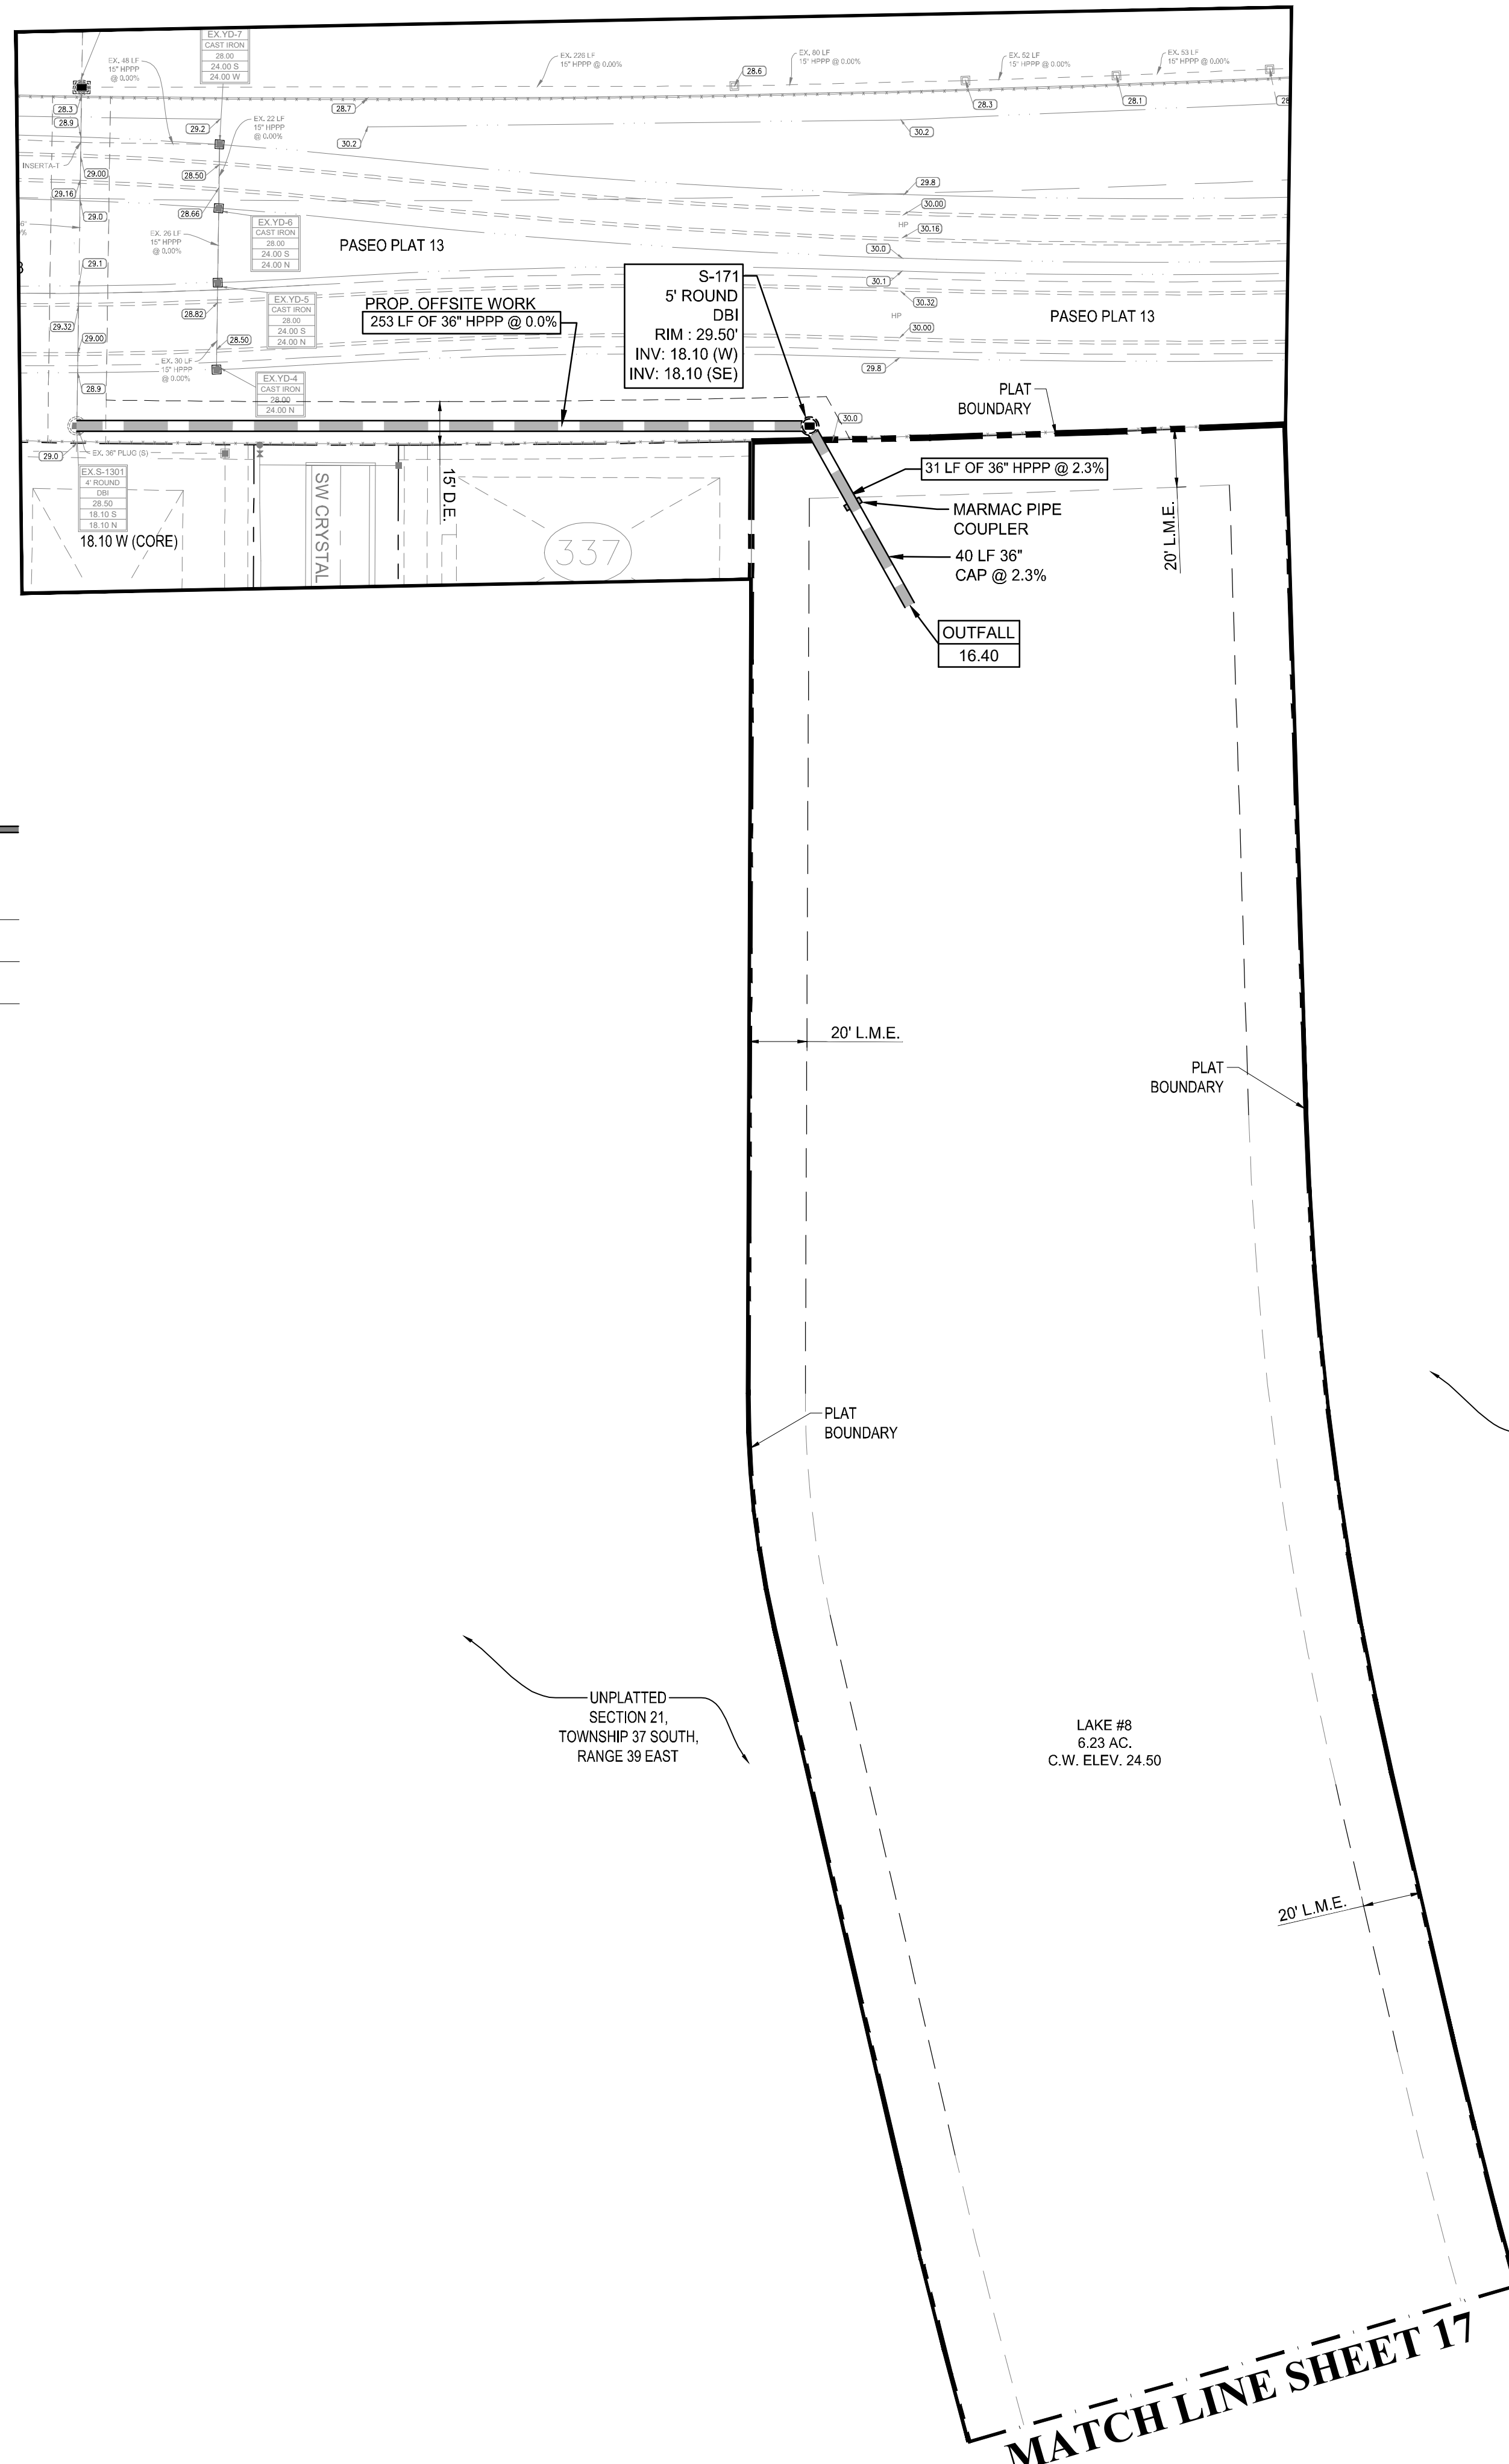 EX.YD-7
CAST IRON
28.00
24.00 S
24.00 W
EX. 48 LF
15" HPPP
@ 0.00%
EX. 226 LF
15" HPPP @ 0.00%
28.6
EX. 80 LF
15" HPPP @ 0.00%
EX. 52 LF
15" HPPP @ 0.00%
EX. 53 LF
15" HPPP @ 0.00%
28.3
28.9
29.2
EX. 22 LF
15" HPPP
@ 0.00%
28.7
30.2
28.3
28.1
28
30.2
INSERTA-T
29.00
28.50
29.16
29.0
28.66
29.8
30.00
HP
30.16
EX. 26 LF
15" HPPP
@ 0.00%
EX.YD-6
CAST IRON
28.00
24.00 S
24.00 N
PASEO PLAT 13
30.0
29.1
30.1
30.32
HP
30.00
29.8
PASEO PLAT 13
EX.YD-5
CAST IRON
28.00
24.00 S
24.00 N
28.82
29.32
29.00
28.50
EX. 30 LF
15" HPPP
@ 0.00%
28.9
EX.YD-4
CAST IRON
28.00
24.00 N
PROP. OFFSITE WORK
253 LF OF 36" HPPP @ 0.0%
S-171
5' ROUND
DBI
RIM : 29.50'
INV: 18.10 (W)
INV: 18.10 (SE)
PLAT
BOUNDARY
30.0
29.0
EX. 36" PLUG (S)
EX.S-1301
4' ROUND
DBI
28.50
18.10 S
18.10 N
18.10 W (CORE)
SW CRYSTAL
15' D.E.
337
31 LF OF 36" HPPP @ 2.3%
MARMAC PIPE
COUPLER
40 LF 36"
CAP @ 2.3%
20' L.M.E.
OUTFALL
16.40
20' L.M.E.
PLAT
BOUNDARY
PLAT
BOUNDARY
UNPLATTED
SECTION 21,
TOWNSHIP 37 SOUTH,
RANGE 39 EAST
LAKE #8
6.23 AC.
C.W. ELEV. 24.50
20' L.M.E.
MATCH LINE SHEET 17